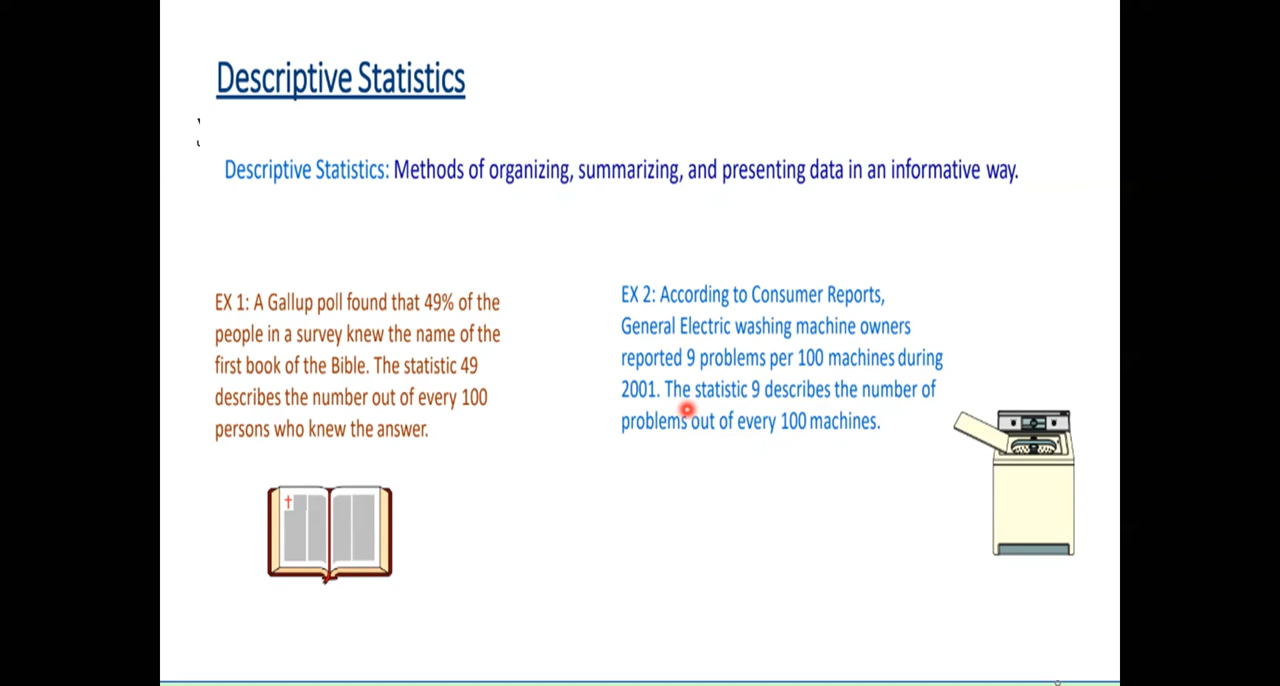 Descriptive Statistics
Descriptive Statistics: Methods of organizing, summarizing, and presenting data in an informative way.
EX 1: A Gallup poll found that 49% of the
people in a survey knew the name of the
first book of the Bible. The statistic 49
describes the number out of every 100
persons who knew the answer.
EX 2: According to Consumer Reports,
General Electric washing machine owners
reported 9 problems per 100 machines during
2001. The statistic 9 describes the number of
problems out of every 100 machines.